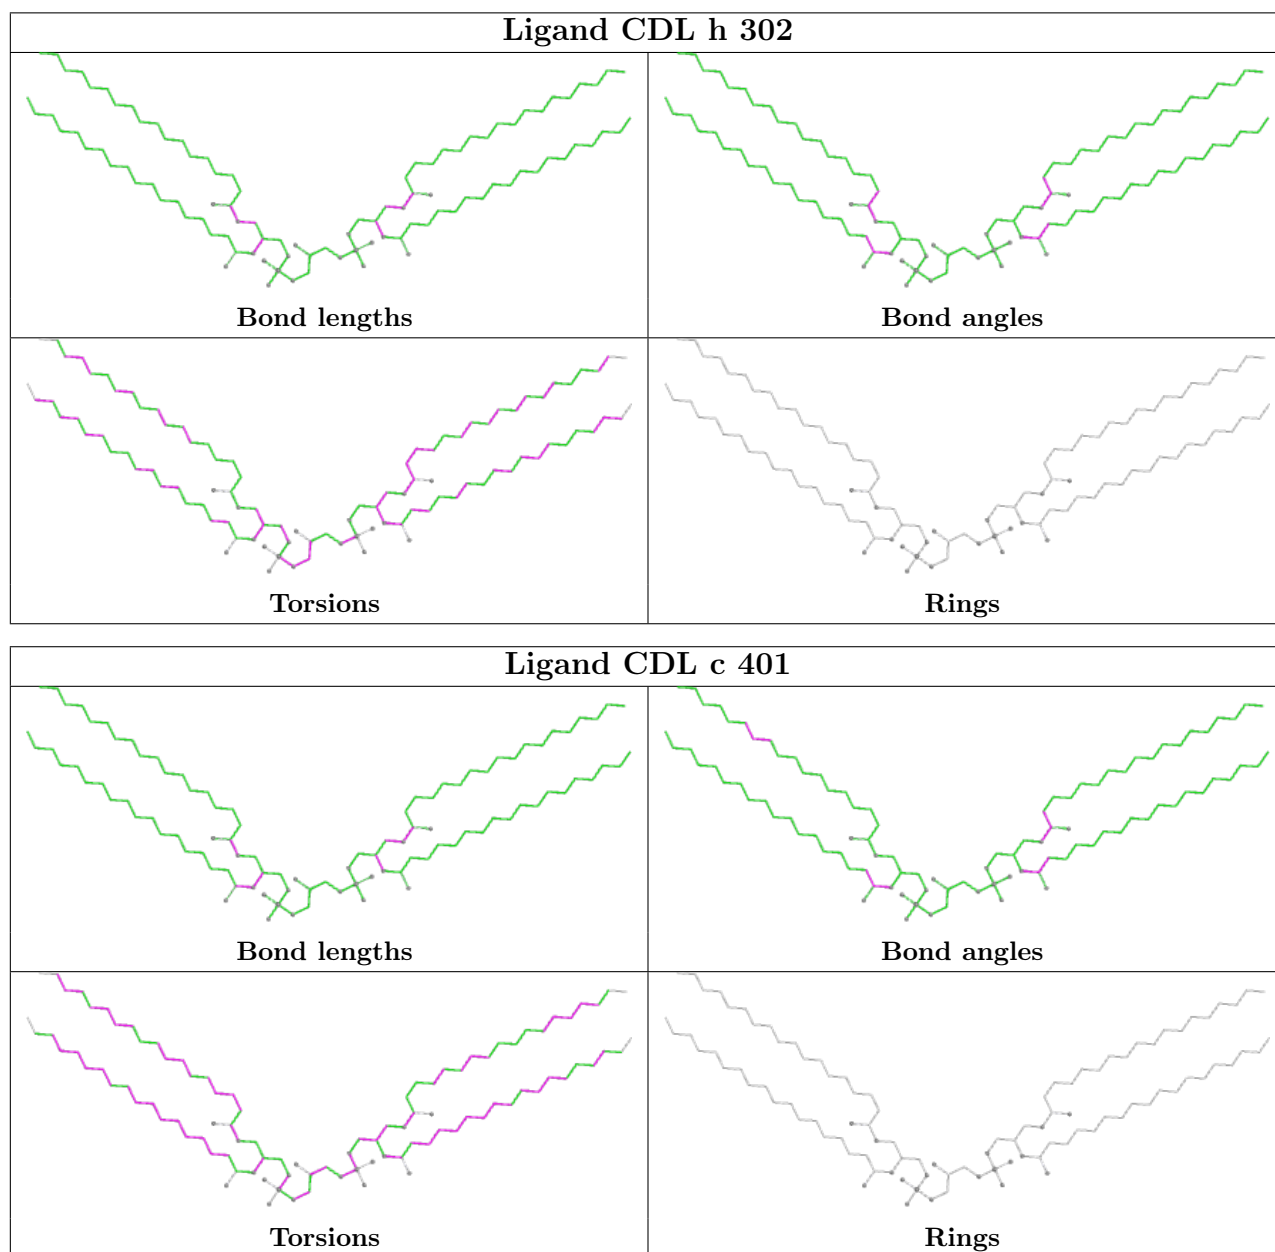 Ligand CDL h 302
Bond lengths
Bond angles
Torsions
Rings
Ligand CDL c 401
Bond lengths
Bond angles
Torsions
Rings